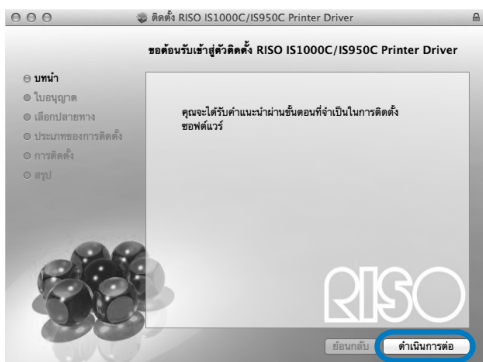 ติดตั้ง RISO IS1000C/IS950C Printer Driver
ขอต้อนรับเข้าสู่ตัวติดตั้ง RISO IS1000C/IS950C Printer Driver
บทนำ
ใบอนุญาต
เลือกปลายทาง
ประเภทของการติดตั้ง
การติดตั้ง
สรุป
คุณจะได้รับคำแนะนำผ่านขั้นตอนที่จำเป็นในการติดตั้ง
ซอฟต์แวร์
RISO
ย้อนกลับ
ดำเนินการต่อ